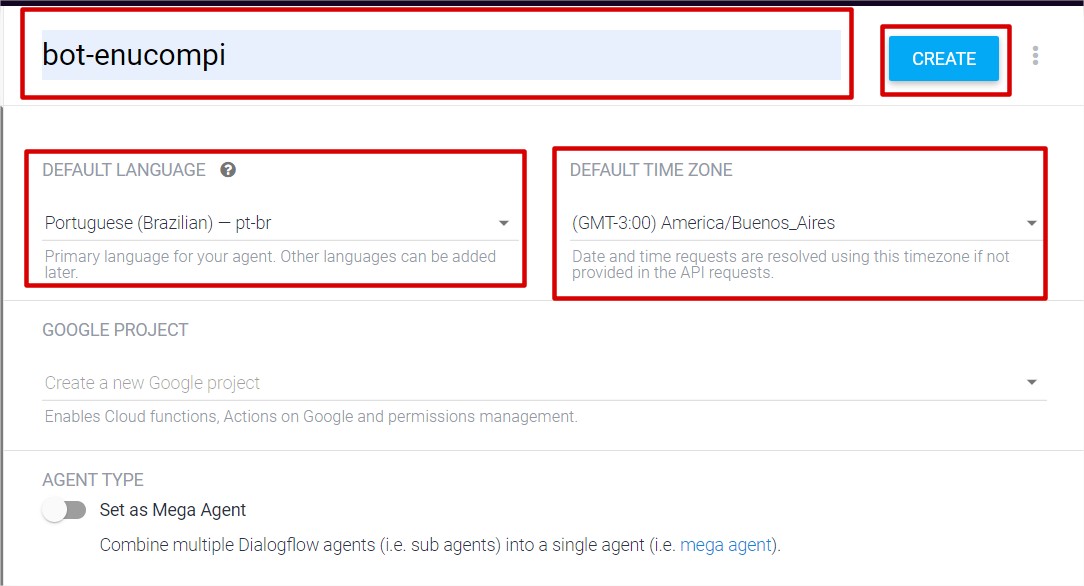 bot-enucompi
CREATE
DEFAULT LANGUAGE ?
DEFAULT TIME ZONE
Portuguese (Brazilian) — pt-br
(GMT-3:00) America/Buenos_Aires
Primary language for your agent. Other languages can be added
later.
Date and time requests are resolved using this timezone if not
provided in the API requests.
GOOGLE PROJECT
Create a new Google project
Enables Cloud functions, Actions on Google and permissions management.
AGENT TYPE
Set as Mega Agent
Combine multiple Dialogflow agents (i.e. sub agents) into a single agent (i.e. mega agent).